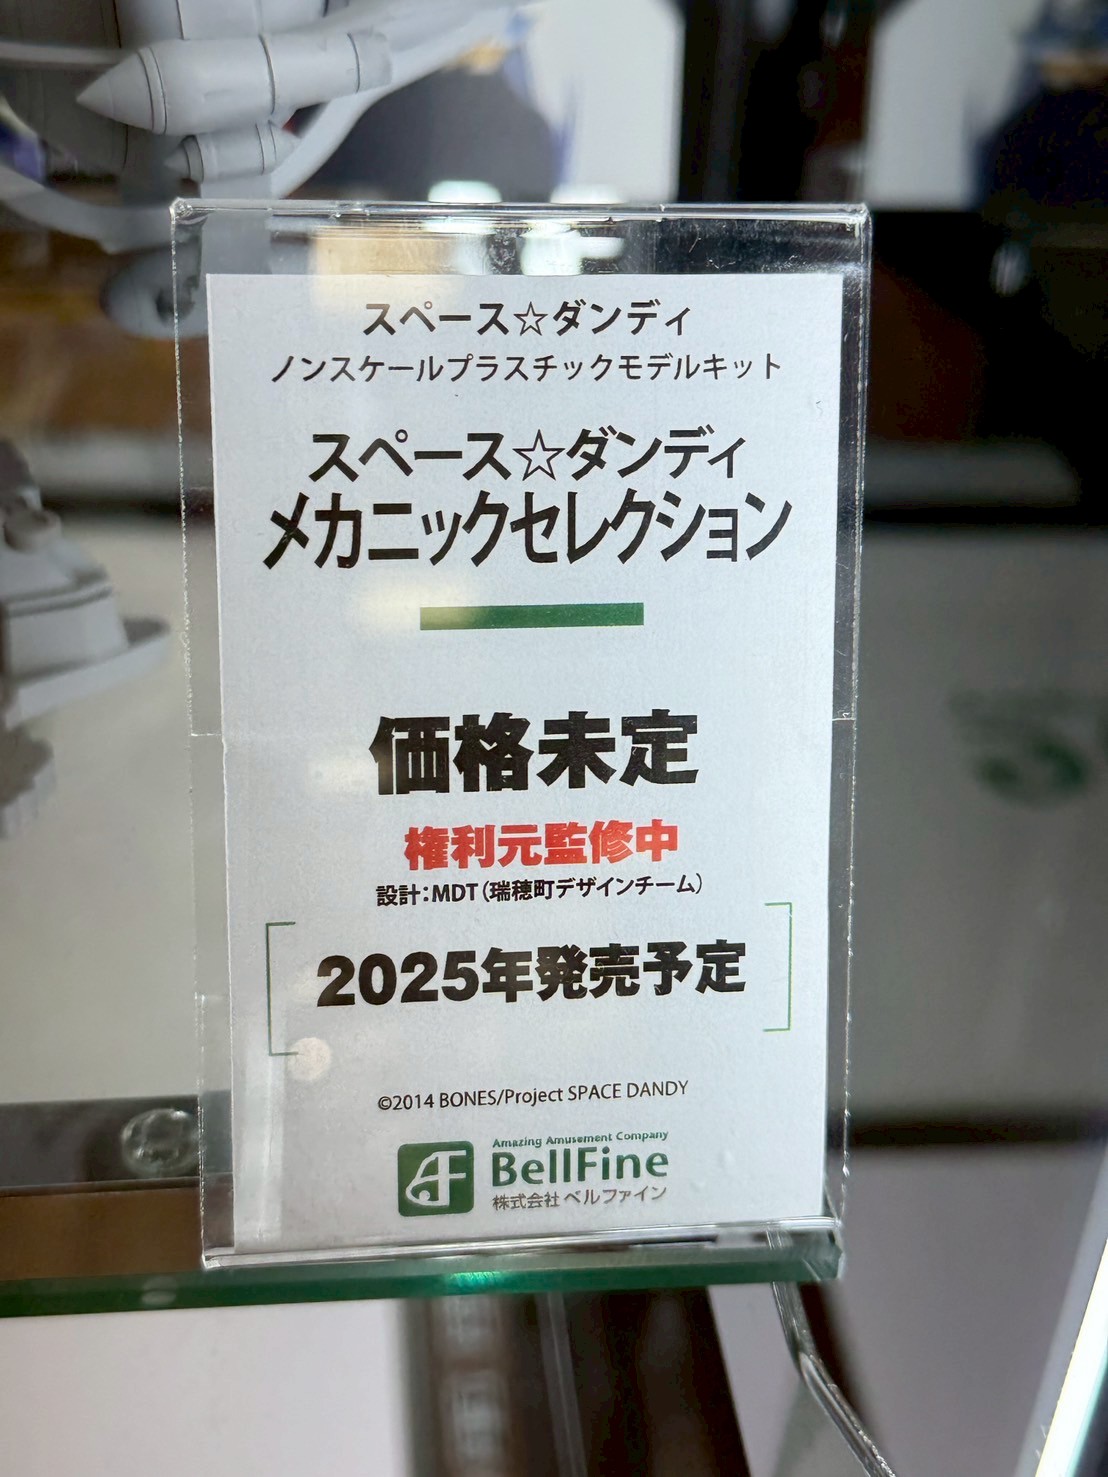 スペース☆ダンディ
ノンスケールプラスチックモデルキット
スペース☆ダンディ
メカニックセレクション
価格未定
権利元監修中
設計：MDT（瑞穂町デザインチーム）
2025年発売予定
©2014 BONES/Project SPACE DANDY
Amazing Amusement Company
BellFine
株式会社 ベルファイン